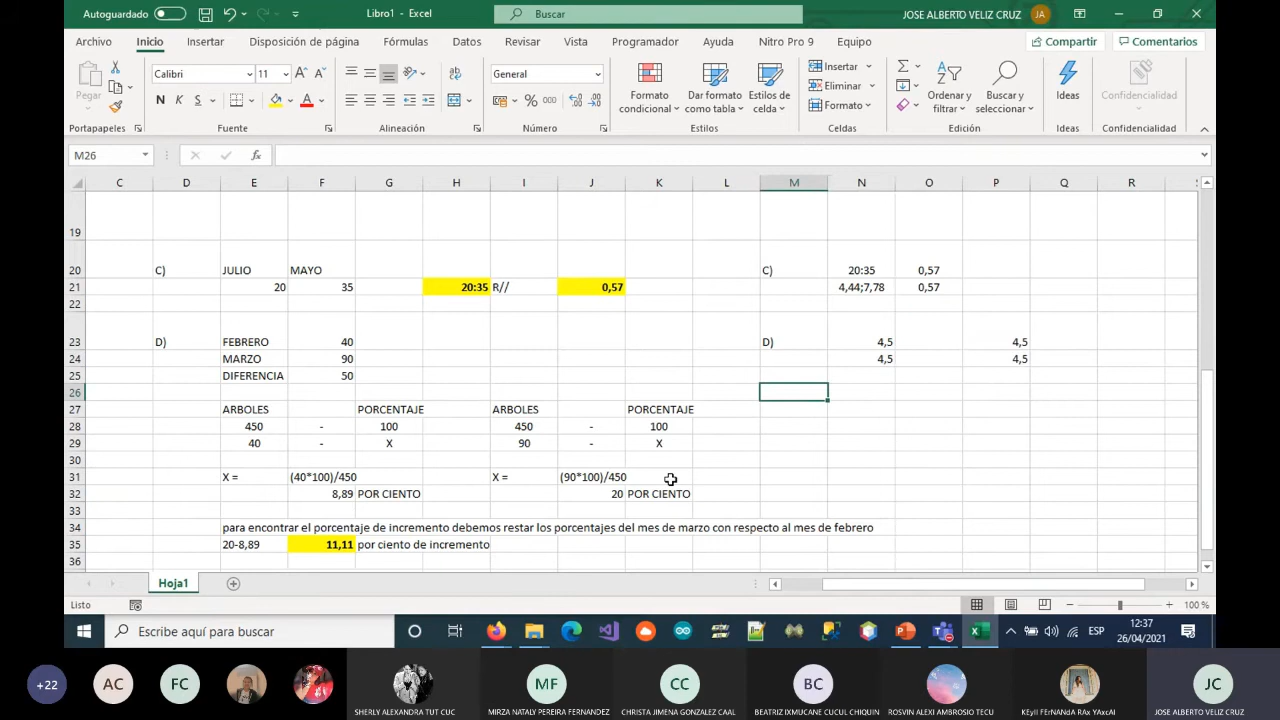 Autoguardado
Libro1 - Excel
Buscar
JOSE ALBERTO VELIZ CRUZ
JA
Archivo Inicio Insertar Disposición de página Fórmulas Datos Revisar Vista Programador Ayuda Nitro Pro 9 Equipo Compartir Comentarios
Pegar
Calibri 11
N K S
General
% 000
Formato condicional
Dar formato como tabla
Estilos de celda
Insertar
Eliminar
Formato
Ordenar y filtrar
Buscar y seleccionar
Ideas
Confidencialidad
Portapapeles Fuente Alineación Número Estilos Celdas Edición Ideas Confidencialidad
M26 fx
C D E F G H I J K L M N O P Q R
19
20 C) JULIO MAYO C) 20:35 0,57
21 20 35 20:35 R// 0,57 4,44;7,78 0,57
22
23 D) FEBRERO 40 D) 4,5 4,5
24 MARZO 90 4,5 4,5
25 DIFERENCIA 50
26
27 ARBOLES PORCENTAJE ARBOLES PORCENTAJE
28 450 - 100 450 - 100
29 40 - X 90 - X
30
31 X = (40*100)/450 X = (90*100)/450
32 8,89 POR CIENTO 20 POR CIENTO
33
34 para encontrar el porcentaje de incremento debemos restar los porcentajes del mes de marzo con respecto al mes de febrero
35 20-8,89 11,11 por ciento de incremento
36
Hoja1
Listo 100 %
Escribe aquí para buscar
ESP
12:37
26/04/2021
+22 AC FC MF CC BC JC
SHERLY ALEXANDRA TUT CUC
MIRZA NATALY PEREIRA FERNANDEZ
CHRISTA JIMENA GONZALEZ CAAL
BEATRIZ IXMUCANE CUCUL CHIQUIN
ROSVIN ALEXI AMBROSIO TECU
KEyll FErNANdA RAx YAxcAl
JOSE ALBERTO VELIZ CRUZ